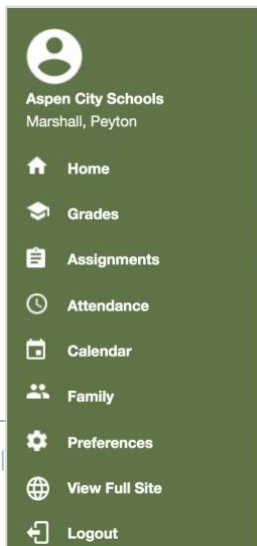 Aspen City Schools
Marshall, Peyton
Home
Grades
Assignments
Attendance
Calendar
Family
Preferences
View Full Site
Logout